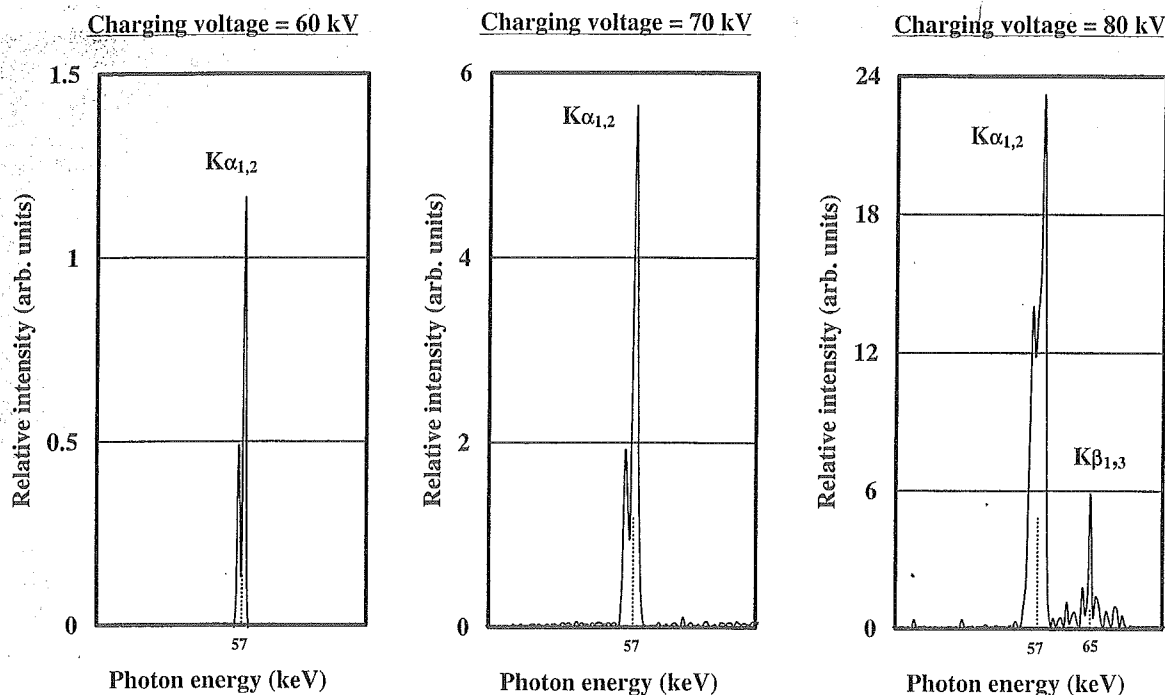 Charging voltage = 60 kV
1.5
1
0.5
0
Kα1,2
57
Relative intensity (arb. units)
Photon energy (keV)
Charging voltage = 70 kV
6
4
2
0
Kα1,2
57
Relative intensity (arb. units)
Photon energy (keV)
Charging voltage = 80 kV
24
18
12
6
0
Kα1,2
Kβ1,3
57 65
Relative intensity (arb. units)
Photon energy (keV)